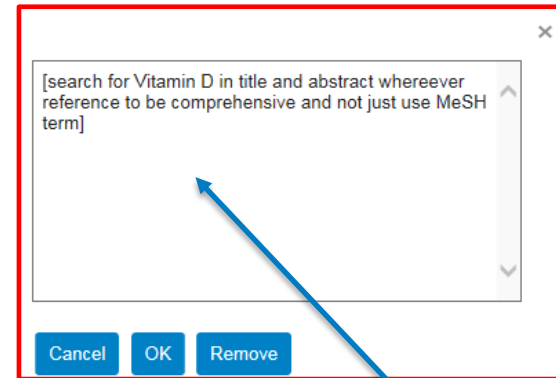 ×
[search for Vitamin D in title and abstract whereever
reference to be comprehensive and not just use MeSH
term]
Cancel OK Remove